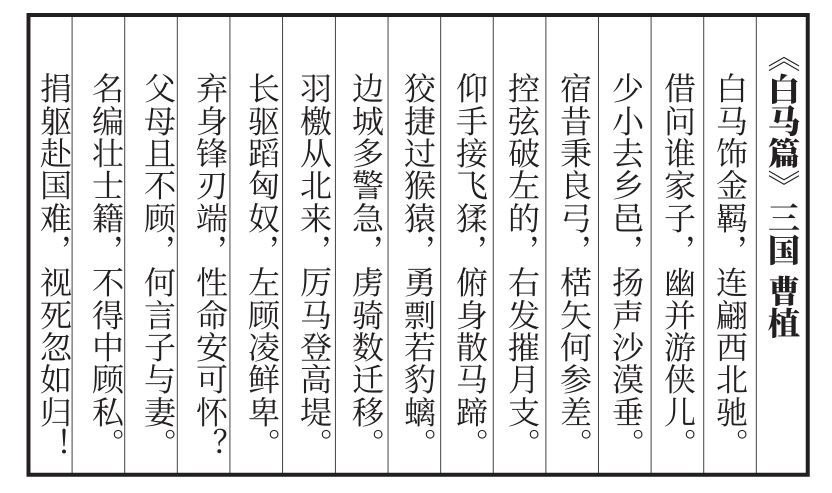 《白马篇》三国 曹植
白马饰金羁，连翩西北驰。
借问谁家子，幽并游侠儿。
少小去乡邑，扬声沙漠垂。
宿昔秉良弓，楛矢何参差。
控弦破左的，右发摧月支。
仰手接飞猱，俯身散马蹄。
狡捷过猴猿，勇剽若豹螭。
边城多警急，虏骑数迁移。
羽檄从北来，厉马登高堤。
长驱蹈匈奴，左顾凌鲜卑。
弃身锋刃端，性命安可怀？
父母且不顾，何言子与妻。
名编壮士籍，不得中顾私。
捐躯赴国难，视死忽如归！